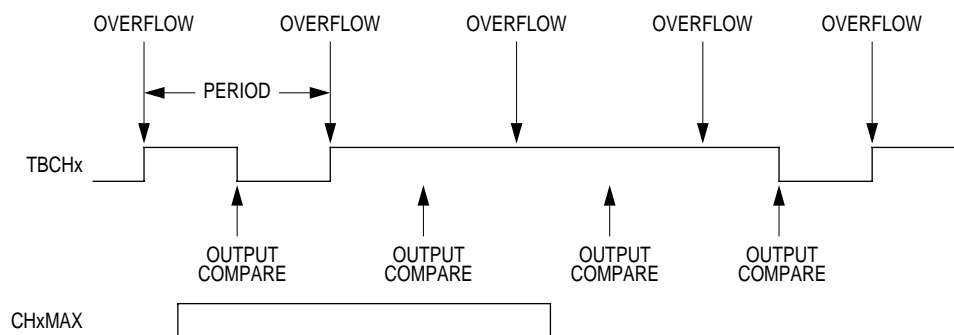 OVERFLOW OVERFLOW OVERFLOW OVERFLOW OVERFLOW
PERIOD
TBCHx
OUTPUT
COMPARE
OUTPUT
COMPARE
OUTPUT
COMPARE
OUTPUT
COMPARE
CHxMAX